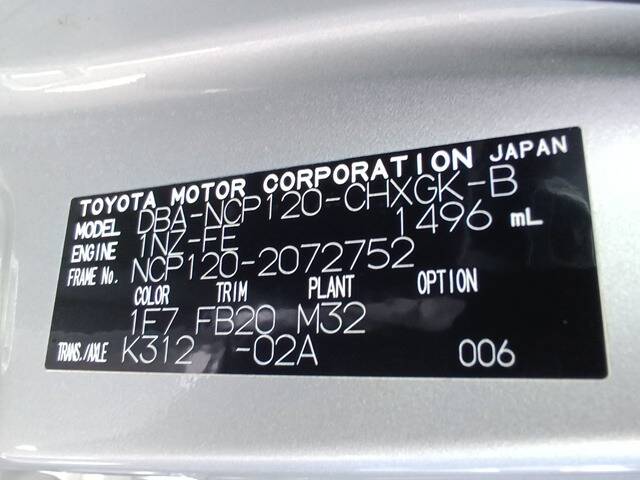 TOYOTA MOTOR CORPORATION JAPAN
MODEL DBA-NCP120-CHXGK-B
ENGINE 1NZ-FE 1496 mL
FRAME No. NCP120-2072752
COLOR TRIM PLANT OPTION
1F7 FB20 M32
TRANS./AXLE K312 -02A 006